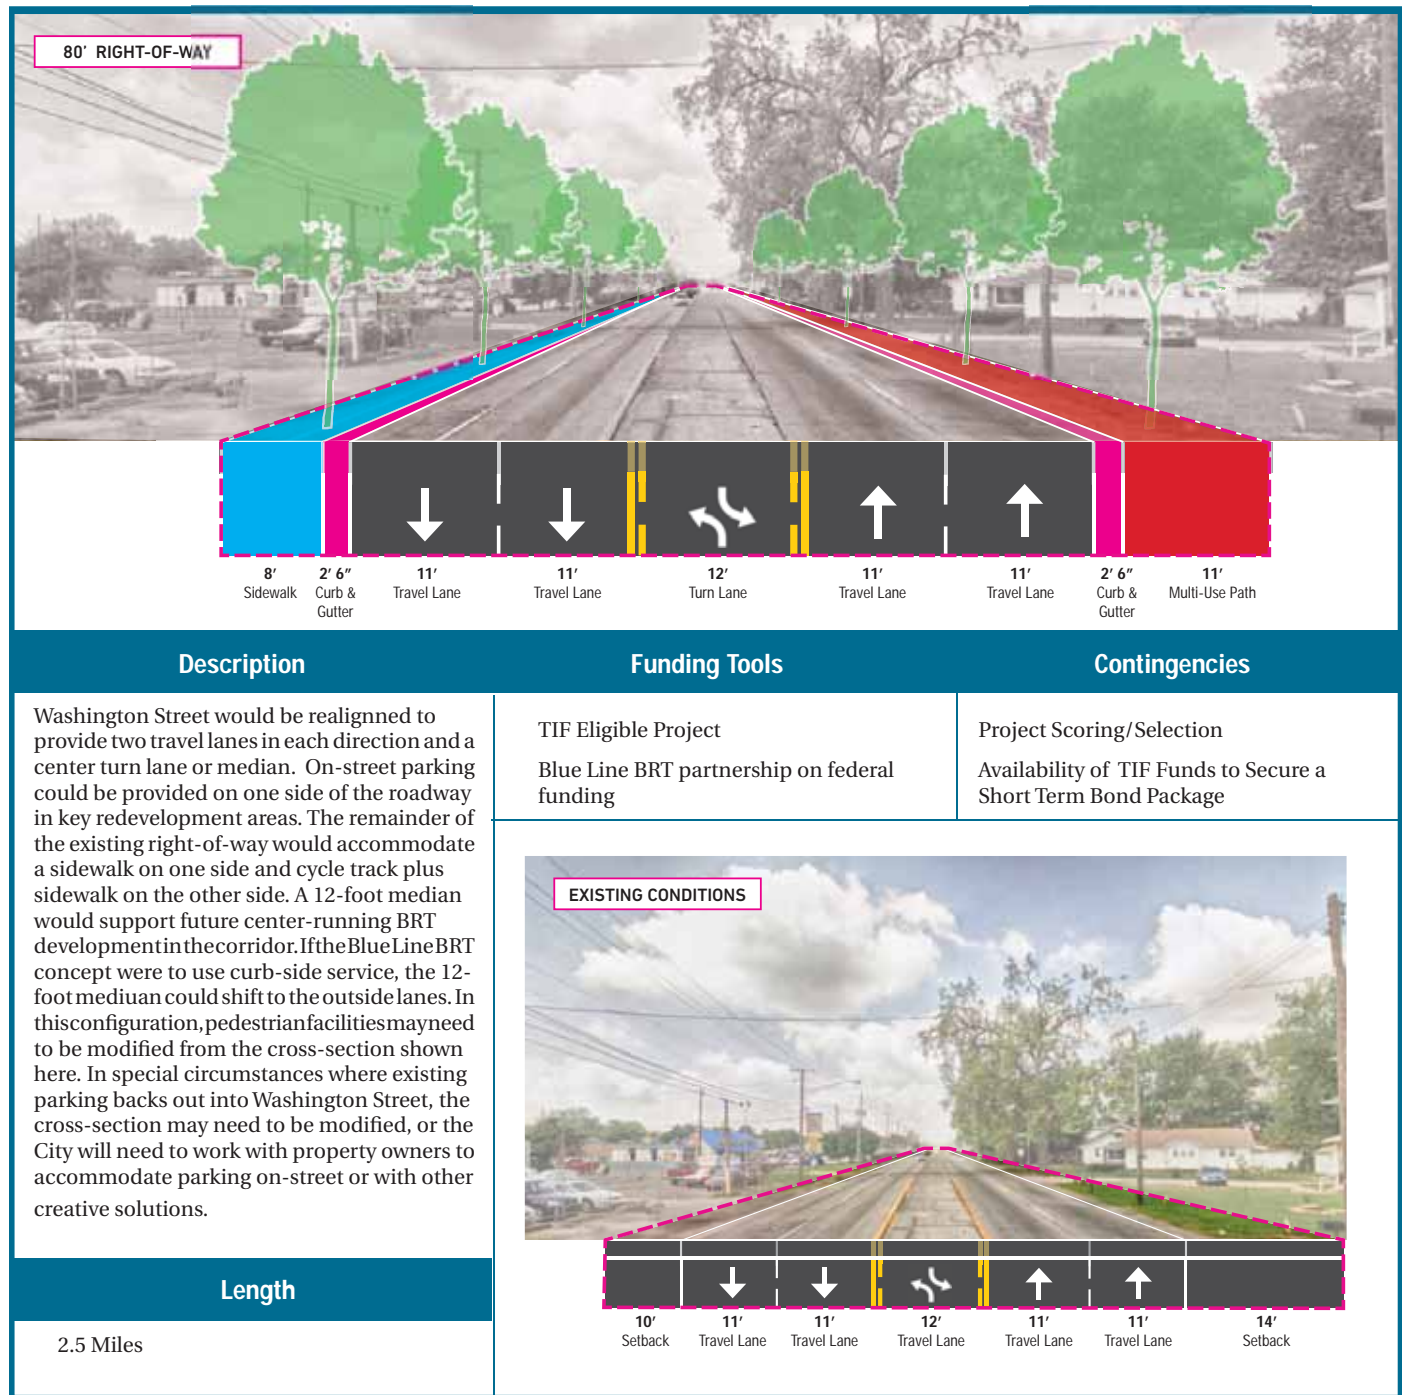 80’ RIGHT-OF-WAY
8’
Sidewalk
2’ 6”
Curb &
Gutter
11’
Travel Lane
11’
Travel Lane
12’
Turn Lane
11’
Travel Lane
11’
Travel Lane
2’ 6”
Curb &
Gutter
11’
Multi-Use Path
Description
Washington Street would be realignned to
provide two travel lanes in each direction and a
center turn lane or median. On-street parking
could be provided on one side of the roadway
in key redevelopment areas. The remainder of
the existing right-of-way would accommodate
a sidewalk on one side and cycle track plus
sidewalk on the other side. A 12-foot median
would support future center-running BRT
development in the corridor. If the Blue Line BRT
concept were to use curb-side service, the 12-
foot mediuan could shift to the outside lanes. In
this configuration, pedestrian facilities may need
to be modified from the cross-section shown
here. In special circumstances where existing
parking backs out into Washington Street, the
cross-section may need to be modified, or the
City will need to work with property owners to
accommodate parking on-street or with other
creative solutions.
Length
2.5 Miles
Funding Tools
TIF Eligible Project
Blue Line BRT partnership on federal
funding
Contingencies
Project Scoring/Selection
Availability of TIF Funds to Secure a
Short Term Bond Package
EXISTING CONDITIONS
10’
Setback
11’
Travel Lane
11’
Travel Lane
12’
Travel Lane
11’
Travel Lane
11’
Travel Lane
14’
Setback